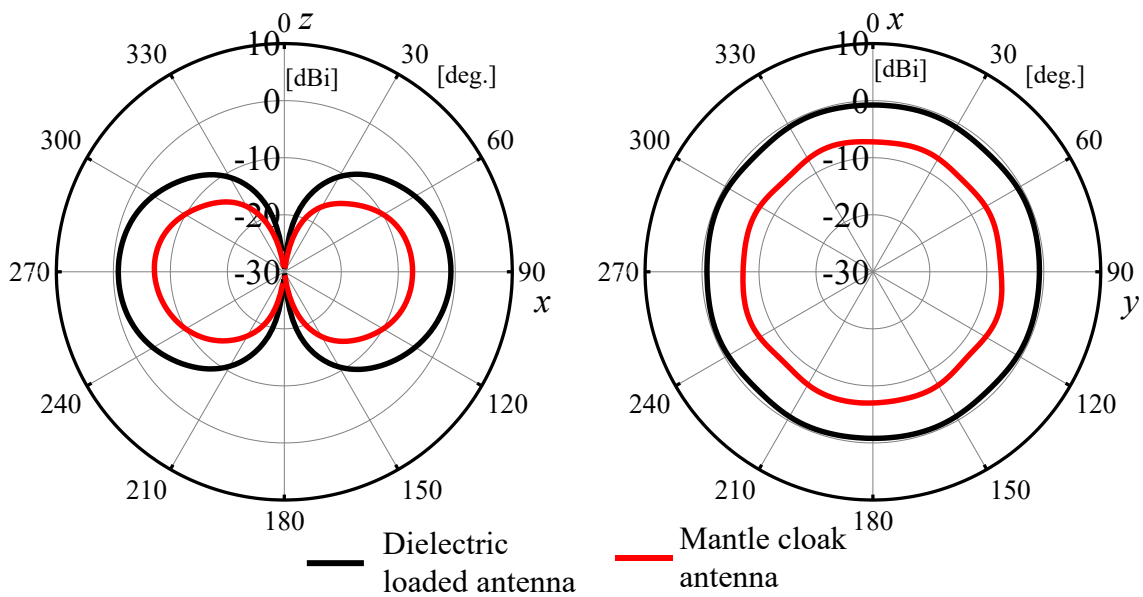 0 z
10
330
30
[dBi]
[deg.]
0
300
60
-10
-20
270
-30
90
x
240
120
210
150
180
0 x
10
330
30
[dBi]
[deg.]
0
300
60
-10
-20
270
-30
90
y
240
120
210
150
180
Dielectric
loaded antenna
Mantle cloak
antenna